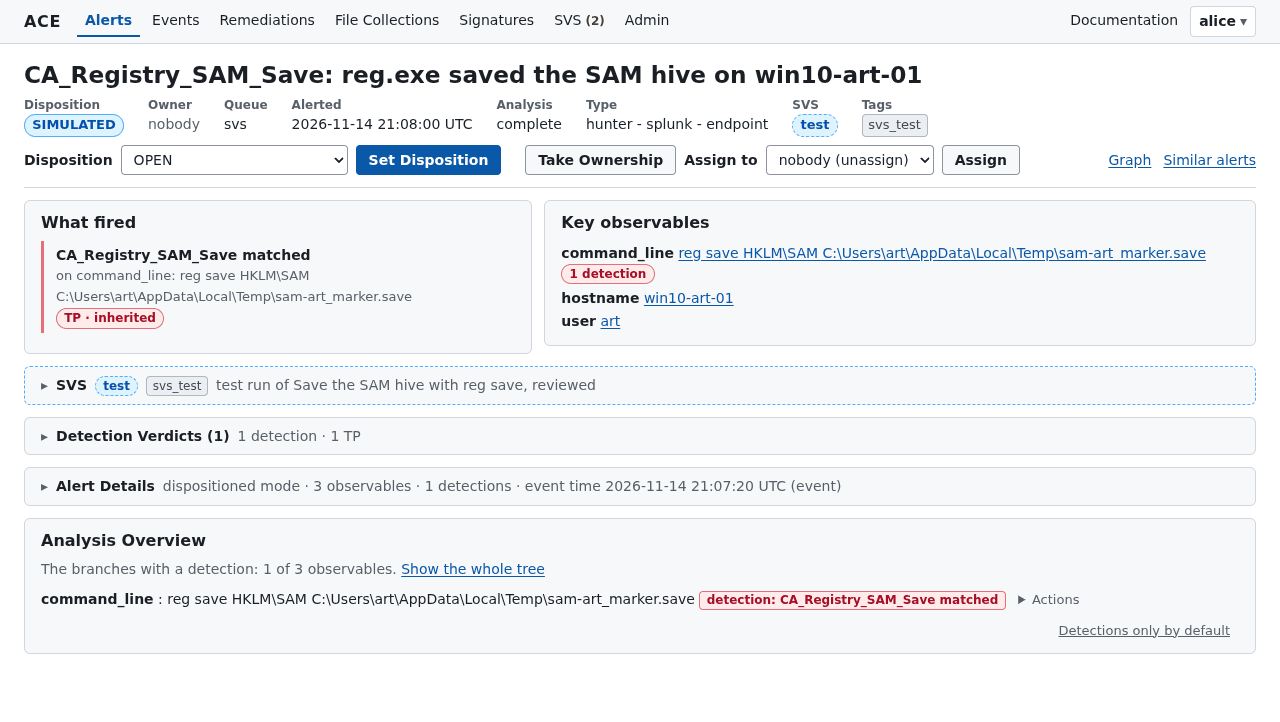 ACE Alerts Events Remediations File Collections Signatures SVS (2) Admin Documentation alice ▾
CA_Registry_SAM_Save: reg.exe saved the SAM hive on win10-art-01
Disposition Owner Queue Alerted Analysis Type SVS Tags
SIMULATED nobody svs 2026-11-14 21:08:00 UTC complete hunter - splunk - endpoint test svs_test
Disposition OPEN Set Disposition Take Ownership Assign to nobody (unassign) Assign Graph Similar alerts
What fired
CA_Registry_SAM_Save matched
on command_line: reg save HKLM\SAM
C:\Users\art\AppData\Local\Temp\sam-art_marker.save
TP · inherited
Key observables
command_line reg save HKLM\SAM C:\Users\art\AppData\Local\Temp\sam-art_marker.save
1 detection
hostname win10-art-01
user art
▸ SVS test svs_test test run of Save the SAM hive with reg save, reviewed
▸ Detection Verdicts (1) 1 detection · 1 TP
▸ Alert Details dispositioned mode · 3 observables · 1 detections · event time 2026-11-14 21:07:20 UTC (event)
Analysis Overview
The branches with a detection: 1 of 3 observables. Show the whole tree
command_line : reg save HKLM\SAM C:\Users\art\AppData\Local\Temp\sam-art_marker.save detection: CA_Registry_SAM_Save matched ▶ Actions
Detections only by default